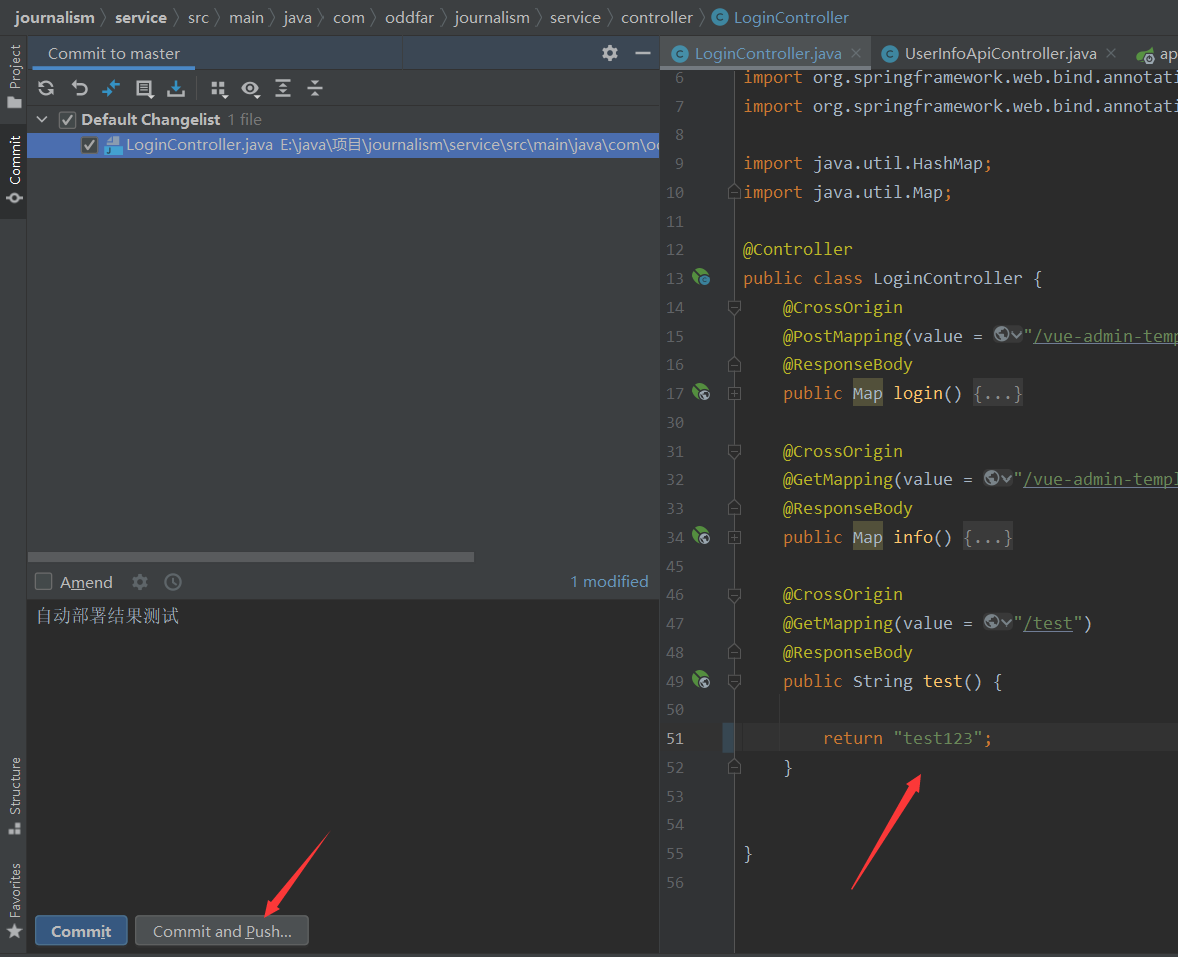 journalism service src main java com oddfar journalism service controller LoginController
Project
Commit
Structure
Favorites
Commit to master
Default Changelist 1 file
LoginController.java E:\java\项目\journalism\service\src\main\java\com\o
Amend
1 modified
自动部署结果测试
Commit
Commit and Push...
LoginController.java
UserInfoApiController.java
ap
6 import org.springframework.web.bind.annotati
7 import org.springframework.web.bind.annotati
8
9 import java.util.HashMap;
10 import java.util.Map;
11
12 @Controller
13 public class LoginController {
14 @CrossOrigin
15 @PostMapping(value = "/vue-admin-temp
16 @ResponseBody
17 public Map login() {...}
30
31 @CrossOrigin
32 @GetMapping(value = "/vue-admin-templ
33 @ResponseBody
34 public Map info() {...}
45
46 @CrossOrigin
47 @GetMapping(value = "/test")
48 @ResponseBody
49 public String test() {
50
51 return "test123";
52 }
53
54
55 }
56